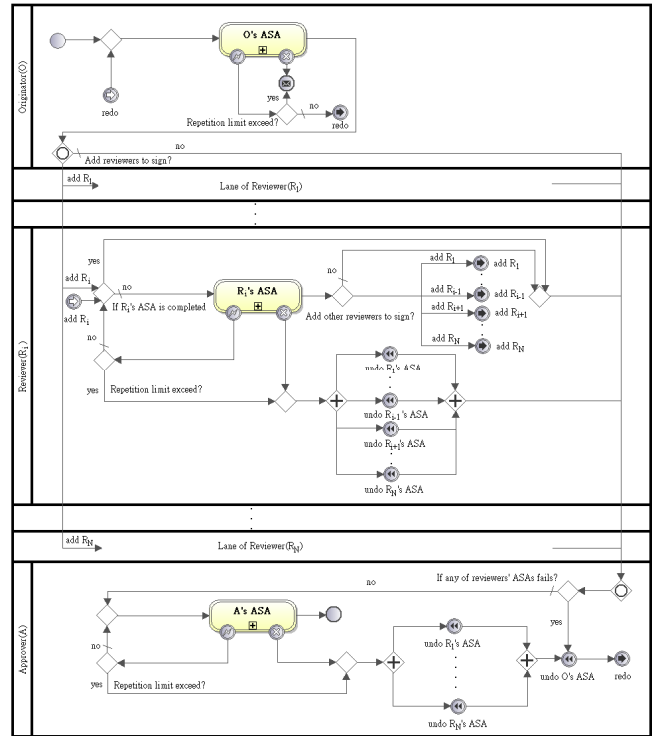 Originator(O)
O's ASA
redo
yes
no
Repetition limit exceed?
redo
no
Add reviewers to sign?
add R1
Lane of Reviewer(R1)
Reviever(Ri)
yes
add Ri
no
If Ri's ASA is completed
add Ri
Ri's ASA
no
Add other reviewers to sign?
add R1
add R1
add Ri-1
add Ri-1
add Ri+1
add Ri+1
add RN
add RN
no
yes
Repetition limit exceed?
undo R1's ASA
undo Ri-1's ASA
undo Ri+1's ASA
undo RN's ASA
add RN
Lane of Reviewer(RN)
Approver(A)
no
If any of reviewers' ASAs fails?
A's ASA
no
yes
Repetition limit exceed?
undo R1's ASA
undo RN's ASA
yes
undo O's ASA
redo